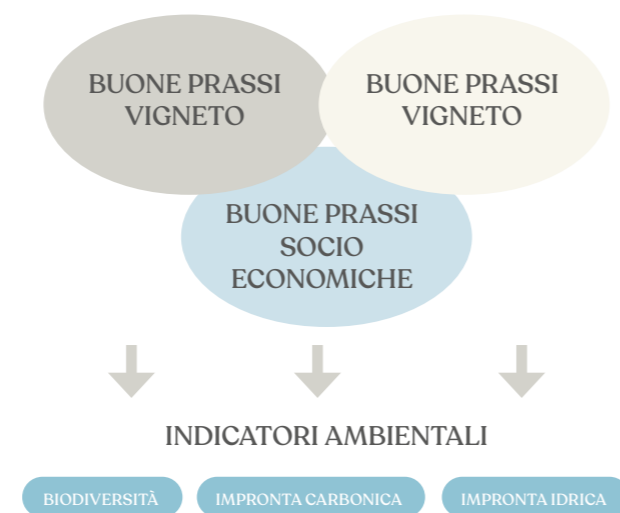 BUONE PRASSI
VIGNETO
BUONE PRASSI
VIGNETO
BUONE PRASSI
SOCIO
ECONOMICHE
INDICATORI AMBIENTALI
BIODIVERSITÀ
IMPRONTA CARBONICA
IMPRONTA IDRICA